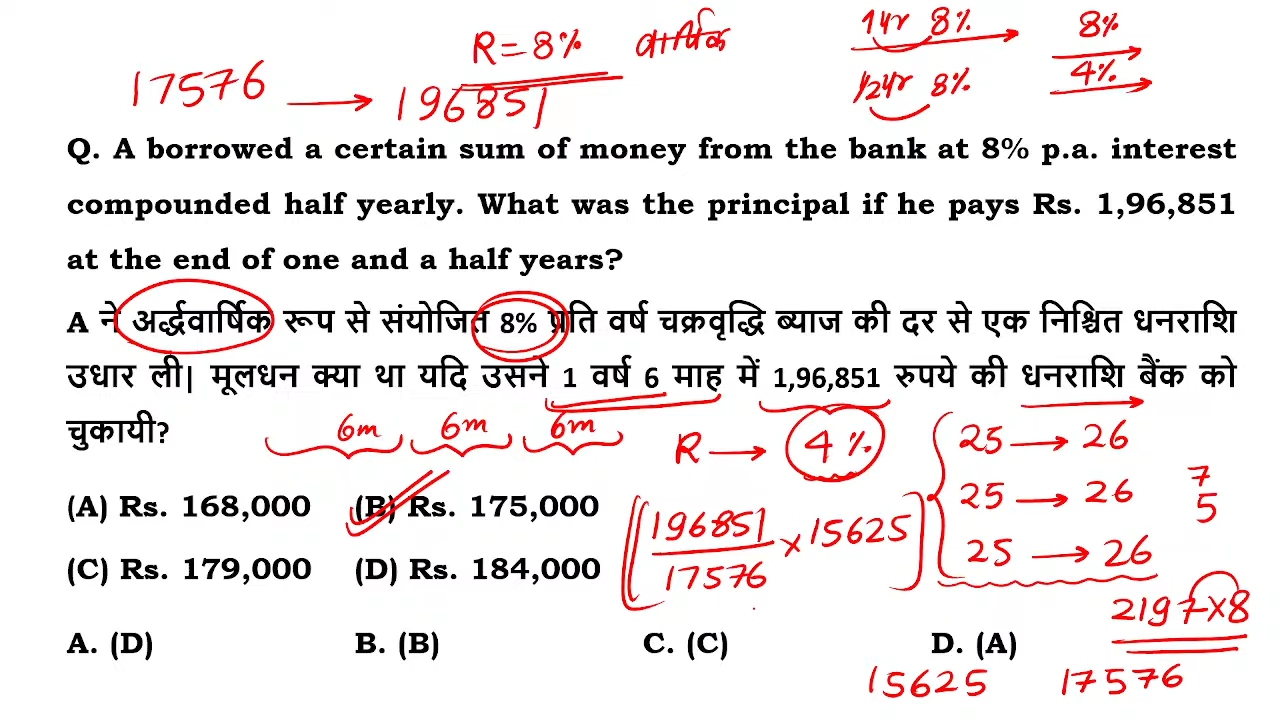 R = 8% वार्षिक
1yr 8%
8%
17576 → 196851
1/2yr 8%
4%
Q. A borrowed a certain sum of money from the bank at 8% p.a. interest
compounded half yearly. What was the principal if he pays Rs. 1,96,851
at the end of one and a half years?
A ने अर्द्धवार्षिक रूप से संयोजित 8% प्रति वर्ष चक्रवृद्धि ब्याज की दर से एक निश्चित धनराशि
उधार ली| मूलधन क्या था यदि उसने 1 वर्ष 6 माह में 1,96,851 रुपये की धनराशि बैंक को
चुकायी?
6m 6m 6m
R → 4%
25 → 26
25 → 26
25 → 26
7
5
(A) Rs. 168,000 (B) Rs. 175,000
196851/17576 × 15625
(C) Rs. 179,000 (D) Rs. 184,000
2197×8
A. (D) B. (B) C. (C) D. (A)
15625 17576